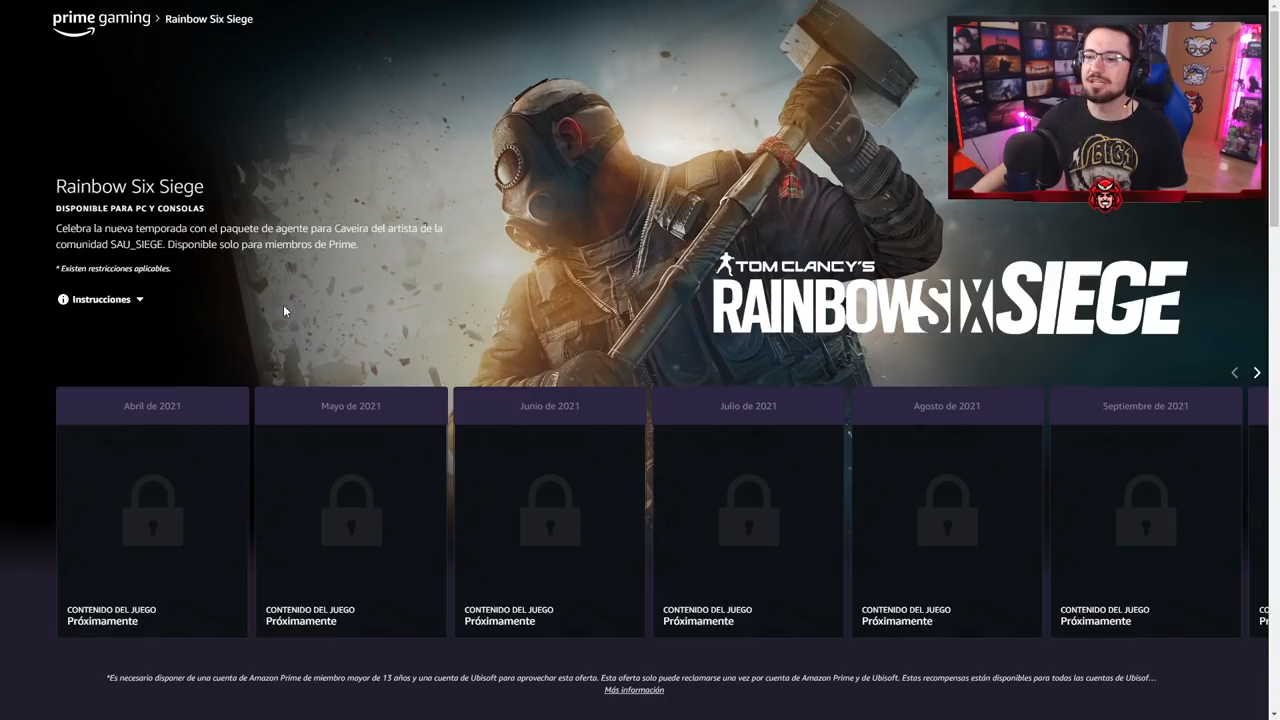 prime gaming > Rainbow Six Siege
Rainbow Six Siege
DISPONIBLE PARA PC Y CONSOLAS
Celebra la nueva temporada con el paquete de agente para Caveira del artista de la
comunidad SAU_SIEGE. Disponible solo para miembros de Prime.
* Existen restricciones aplicables.
Instrucciones
TOM CLANCY'S
RAINBOWSIX SIEGE
Abril de 2021
Mayo de 2021
Junio de 2021
Julio de 2021
Agosto de 2021
Septiembre de 2021
CONTENIDO DEL JUEGO
Próximamente
CONTENIDO DEL JUEGO
Próximamente
CONTENIDO DEL JUEGO
Próximamente
CONTENIDO DEL JUEGO
Próximamente
CONTENIDO DEL JUEGO
Próximamente
CONTENIDO DEL JUEGO
Próximamente
*Es necesario disponer de una cuenta de Amazon Prime de miembro mayor de 13 años y una cuenta de Ubisoft para aprovechar esta oferta. Esta oferta solo puede reclamarse una vez por cuenta de Amazon Prime y de Ubisoft. Estas recompensas están disponibles para todas las cuentas de Ubisof...
Más información